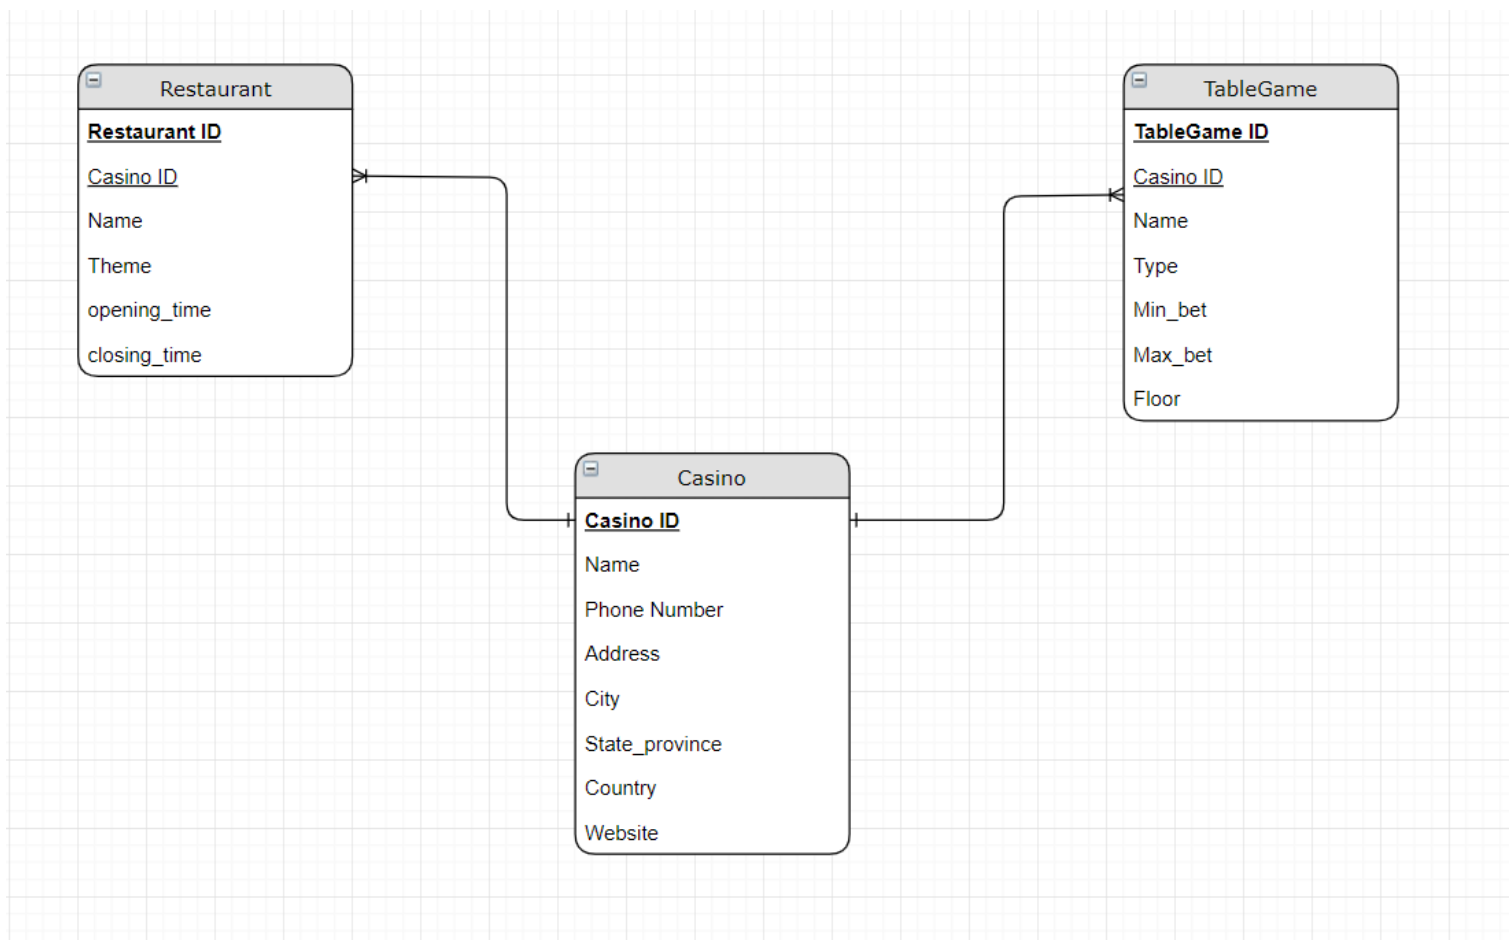 Restaurant
Restaurant ID
Casino ID
Name
Theme
opening_time
closing_time
TableGame
TableGame ID
Casino ID
Name
Type
Min_bet
Max_bet
Floor
Casino
Casino ID
Name
Phone Number
Address
City
State_province
Country
Website